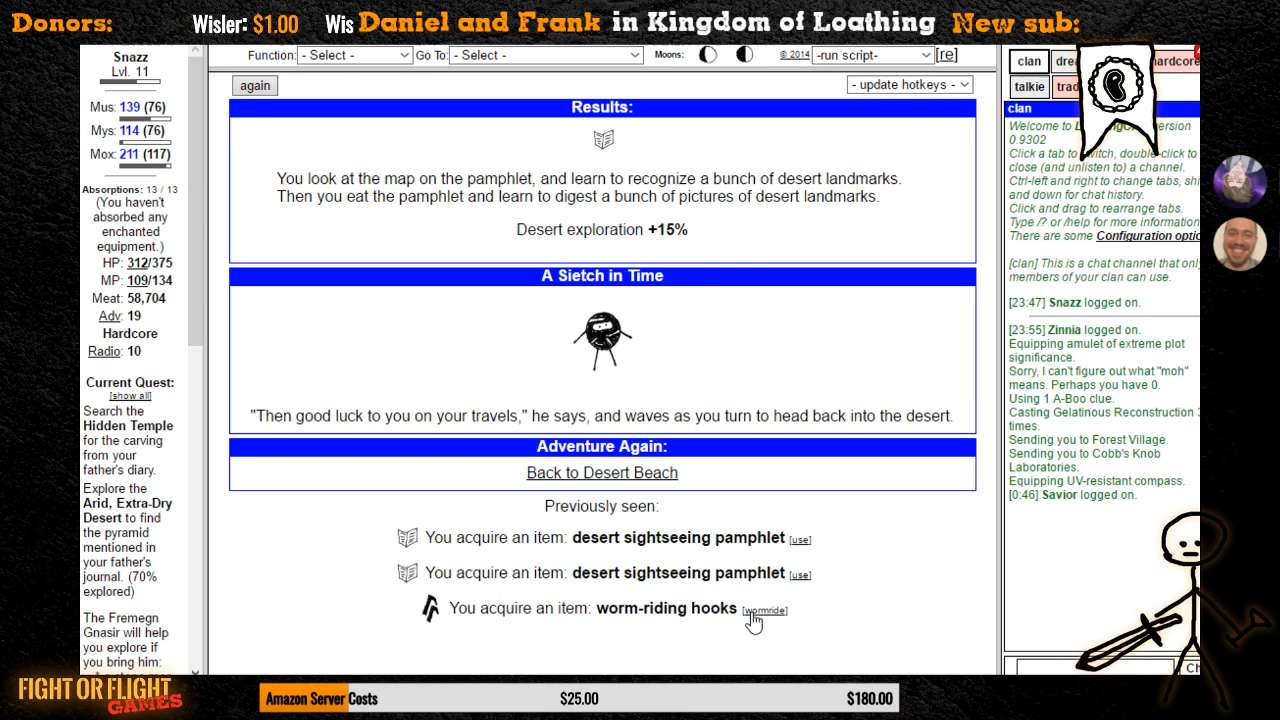 Donors: Wisler: $1.00 Wis Daniel and Frank in Kingdom of Loathing New sub:
Snazz
Lvl. 11
Mus: 139 (76)
Mys: 114 (76)
Mox: 211 (117)
Absorptions: 13 / 13
(You haven't
absorbed any
enchanted
equipment.)
HP: 312/375
MP: 109/134
Meat: 58,704
Adv: 19
Hardcore
Radio: 10
Current Quest:
[show all]
Search the
Hidden Temple
for the carving
from your
father's diary.
Explore the
Arid, Extra-Dry
Desert to find
the pyramid
mentioned in
your father's
journal. (70%
explored)
The Fremegn
Gnasir will help
you explore if
you bring him:
Function: - Select - Go To: - Select - Moons: © 2014 -run script- [re]
again - update hotkeys -
Results:
You look at the map on the pamphlet, and learn to recognize a bunch of desert landmarks.
Then you eat the pamphlet and learn to digest a bunch of pictures of desert landmarks.
Desert exploration +15%
A Sietch in Time
"Then good luck to you on your travels," he says, and waves as you turn to head back into the desert.
Adventure Again:
Back to Desert Beach
Previously seen:
You acquire an item: desert sightseeing pamphlet [use]
You acquire an item: desert sightseeing pamphlet [use]
You acquire an item: worm-riding hooks [wormride]
clan hardcore
talkie
clan
Welcome to version
0.9302
Click a tab to switch, double-click to
close (and unlisten to) a channel.
Ctrl-left and right to change tabs,
and down for chat history.
Click and drag to rearrange tabs.
Type /? or /help for more information
There are some Configuration
[clan] This is a chat channel that only
members of your clan can use.
[23:47] Snazz logged on.
[23:55] Zinnia logged on.
Equipping amulet of extreme plot
significance.
Sorry, I can't figure out what "moh"
means. Perhaps you have 0.
Using 1 A-Boo clue.
Casting Gelatinous Reconstruction
times.
Sending you to Forest Village.
Sending you to Cobb's Knob
Laboratories.
Equipping UV-resistant compass.
[0:46] Savior logged on.
Ch
FIGHT OR FLIGHT
GAMES
Amazon Server Costs $25.00 $180.00